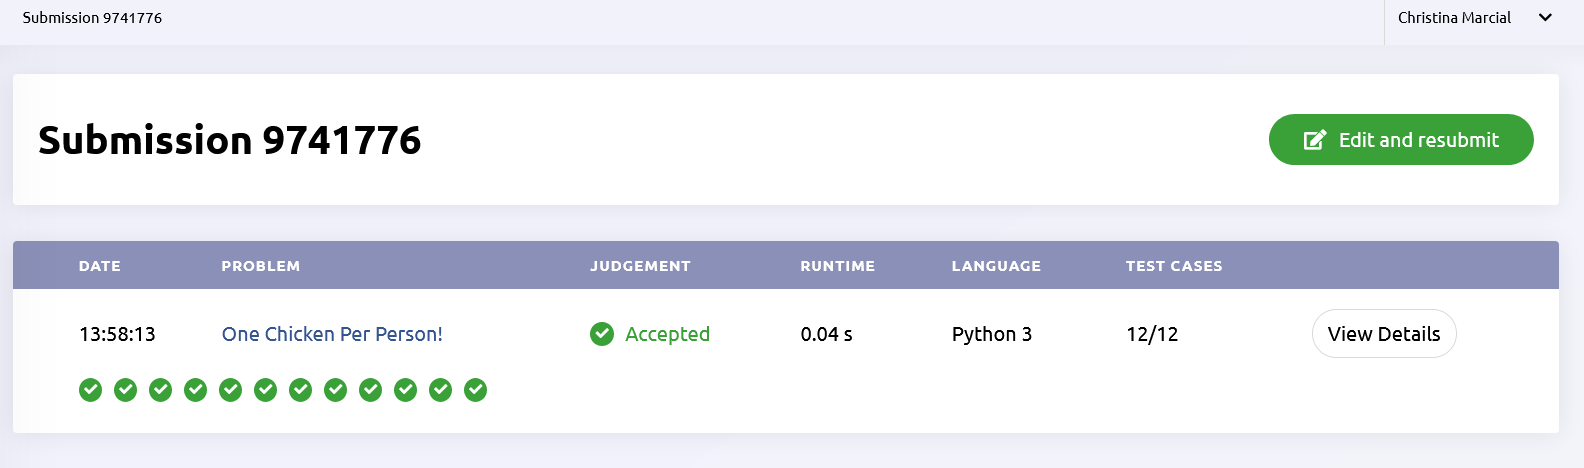 Submission 9741776
Christina Marcial
Submission 9741776
Edit and resubmit
DATE PROBLEM JUDGEMENT RUNTIME LANGUAGE TEST CASES
13:58:13 One Chicken Per Person! Accepted 0.04 s Python 3 12/12 View Details